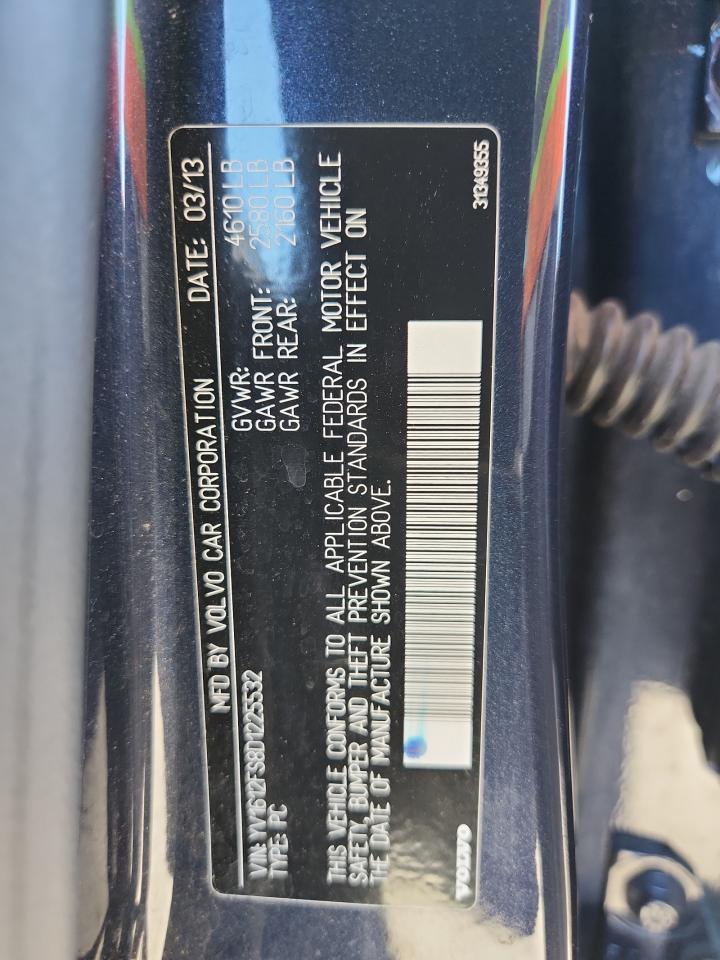 MFD BY VOLVO CAR CORPORATION DATE: 03/13
VIN: YV1612FS8D1225532 GVWR: 4610 LB
TYPE: PC GAWR FRONT: 2580 LB
GAWR REAR: 2160 LB
THIS VEHICLE CONFORMS TO ALL APPLICABLE FEDERAL MOTOR VEHICLE
SAFETY, BUMPER AND THEFT PREVENTION STANDARDS IN EFFECT ON
THE DATE OF MANUFACTURE SHOWN ABOVE.
VOLVO 31349355